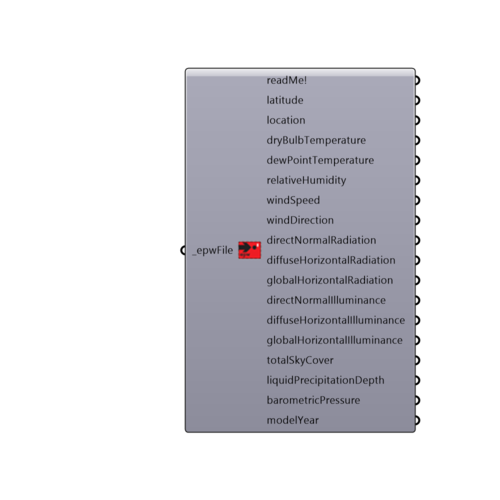 readMe!
latitude
location
dryBulbTemperature
dewPointTemperature
relativeHumidity
windSpeed
windDirection
directNormalRadiation
_epwFile
diffuseHorizontalRadiation
globalHorizontalRadiation
directNormalIlluminance
diffuseHorizontalIlluminance
globalHorizontalIlluminance
totalSkyCover
liquidPrecipitationDepth
barometricPressure
modelYear